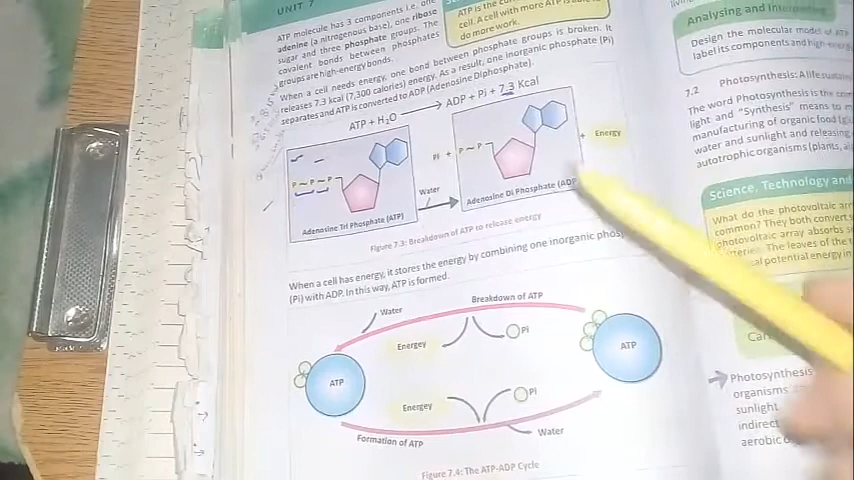 UNIT 7
ATP molecule has 3 components i.e. one
adenine (a nitrogenous base), one ribose
sugar and three phosphate groups. The
covalent bonds between phosphates
groups are high-energy bonds.
ATP is the
cell. A cell with more ATP is able to
do more work.
When a cell needs energy, one bond between phosphate groups is broken. It
releases 7.3 kcal (7,300 calories) energy. As a result, one inorganic phosphate (Pi)
separates and ATP is converted to ADP (Adenosine Diphosphate).
ATP + H₂O ⟶ ADP + Pi + 7.3 Kcal
P ~ P ~ P
Adenosine Tri Phosphate (ATP)
Water
Pi + P ~ P
Adenosine Di Phosphate (ADP
+ Energy
Figure 7.3: Breakdown of ATP to release energy
When a cell has energy, it stores the energy by combining one inorganic phos
(Pi) with ADP. In this way, ATP is formed.
Water
Breakdown of ATP
Energey
Pi
ATP
ATP
Energey
Pi
Formation of ATP
Water
Figure 7.4: The ATP-ADP Cycle
Analysing and
Design the molecular model of
label its components and high-energy
7.2 Photosynthesis: A life
The word Photosynthesis is the
light and "Synthesis" means to
manufacturing of organic food
water and sunlight and releasing
autotrophic organisms (plants,
Science, Technology
What do the photovoltaic
common? They both convert
photovoltaic array absorbs
The leaves of
potential energy in
Photosynthesis
organisms
sunlight
indirect
aerobic